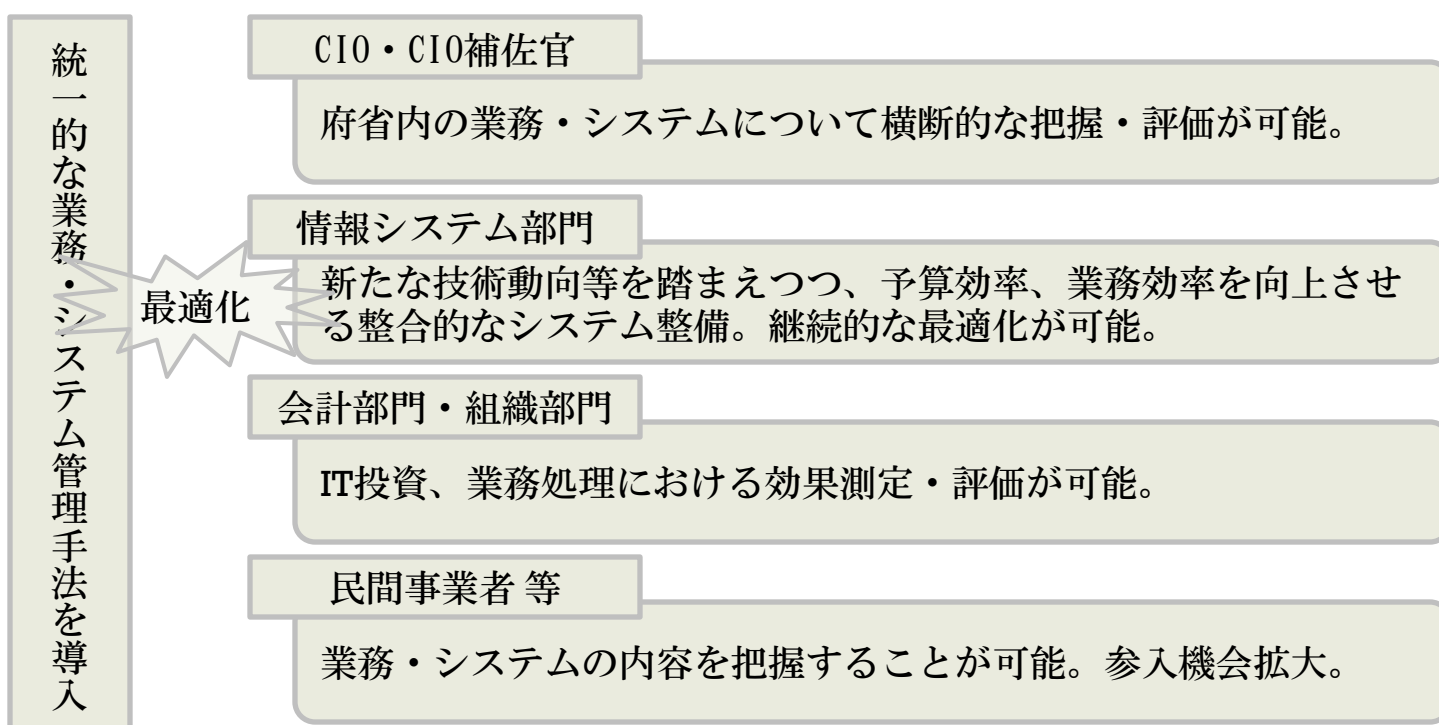 統一的な業務・システム管理手法を導入
最適化
CIO・CIO補佐官
府省内の業務・システムについて横断的な把握・評価が可能。
情報システム部門
新たな技術動向等を踏まえつつ、予算効率、業務効率を向上させ
る整合的なシステム整備。継続的な最適化が可能。
会計部門・組織部門
IT投資、業務処理における効果測定・評価が可能。
民間事業者 等
業務・システムの内容を把握することが可能。参入機会拡大。